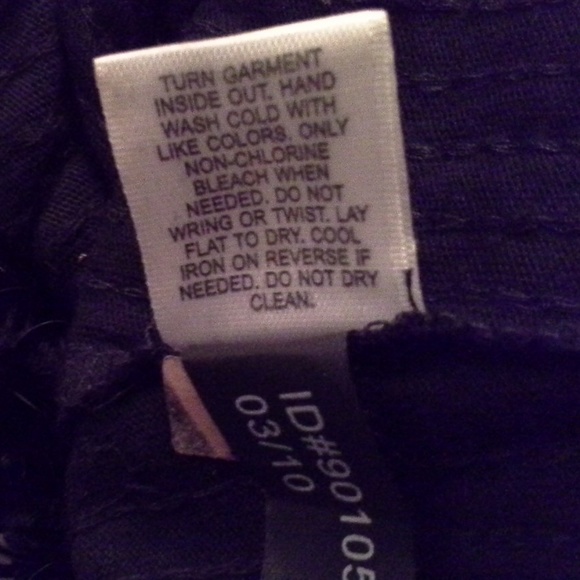 TURN GARMENT
INSIDE OUT. HAND
WASH COLD WITH
LIKE COLORS. ONLY
NON-CHLORINE
BLEACH WHEN
NEEDED. DO NOT
WRING OR TWIST. LAY
FLAT TO DRY. COOL
IRON ON REVERSE IF
NEEDED. DO NOT DRY
CLEAN.
ID#90105
03/10